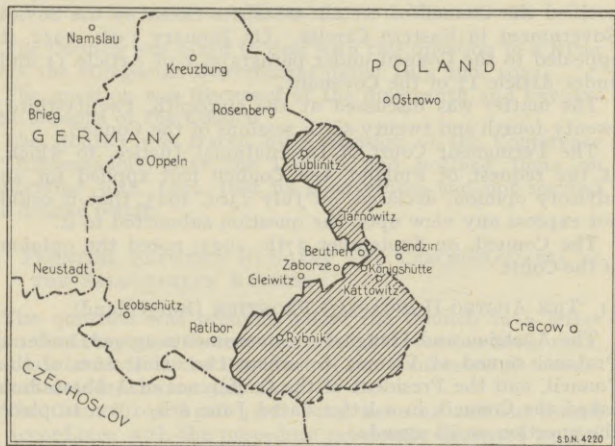 Namslau
Kreuzburg
POLAND
Brieg
Rosenberg
Ostrowo
GERMANY
Oppeln
Lublinitz
Tarnowitz
Beuthen
Bendzin
Zaborze
Neustadt
Gleiwitz
Königshütte
Kattowitz
Leobschütz
Ratibor
Rybnik
Cracow
CZECHOSLOV
S.D.N. 4220